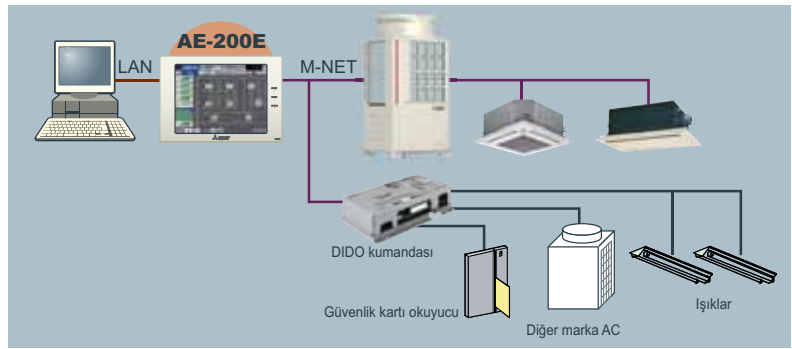 AE-200E
LAN
M-NET
DIDO kumandası
Güvenlik kartı okuyucu
Diğer marka AC
Işıklar